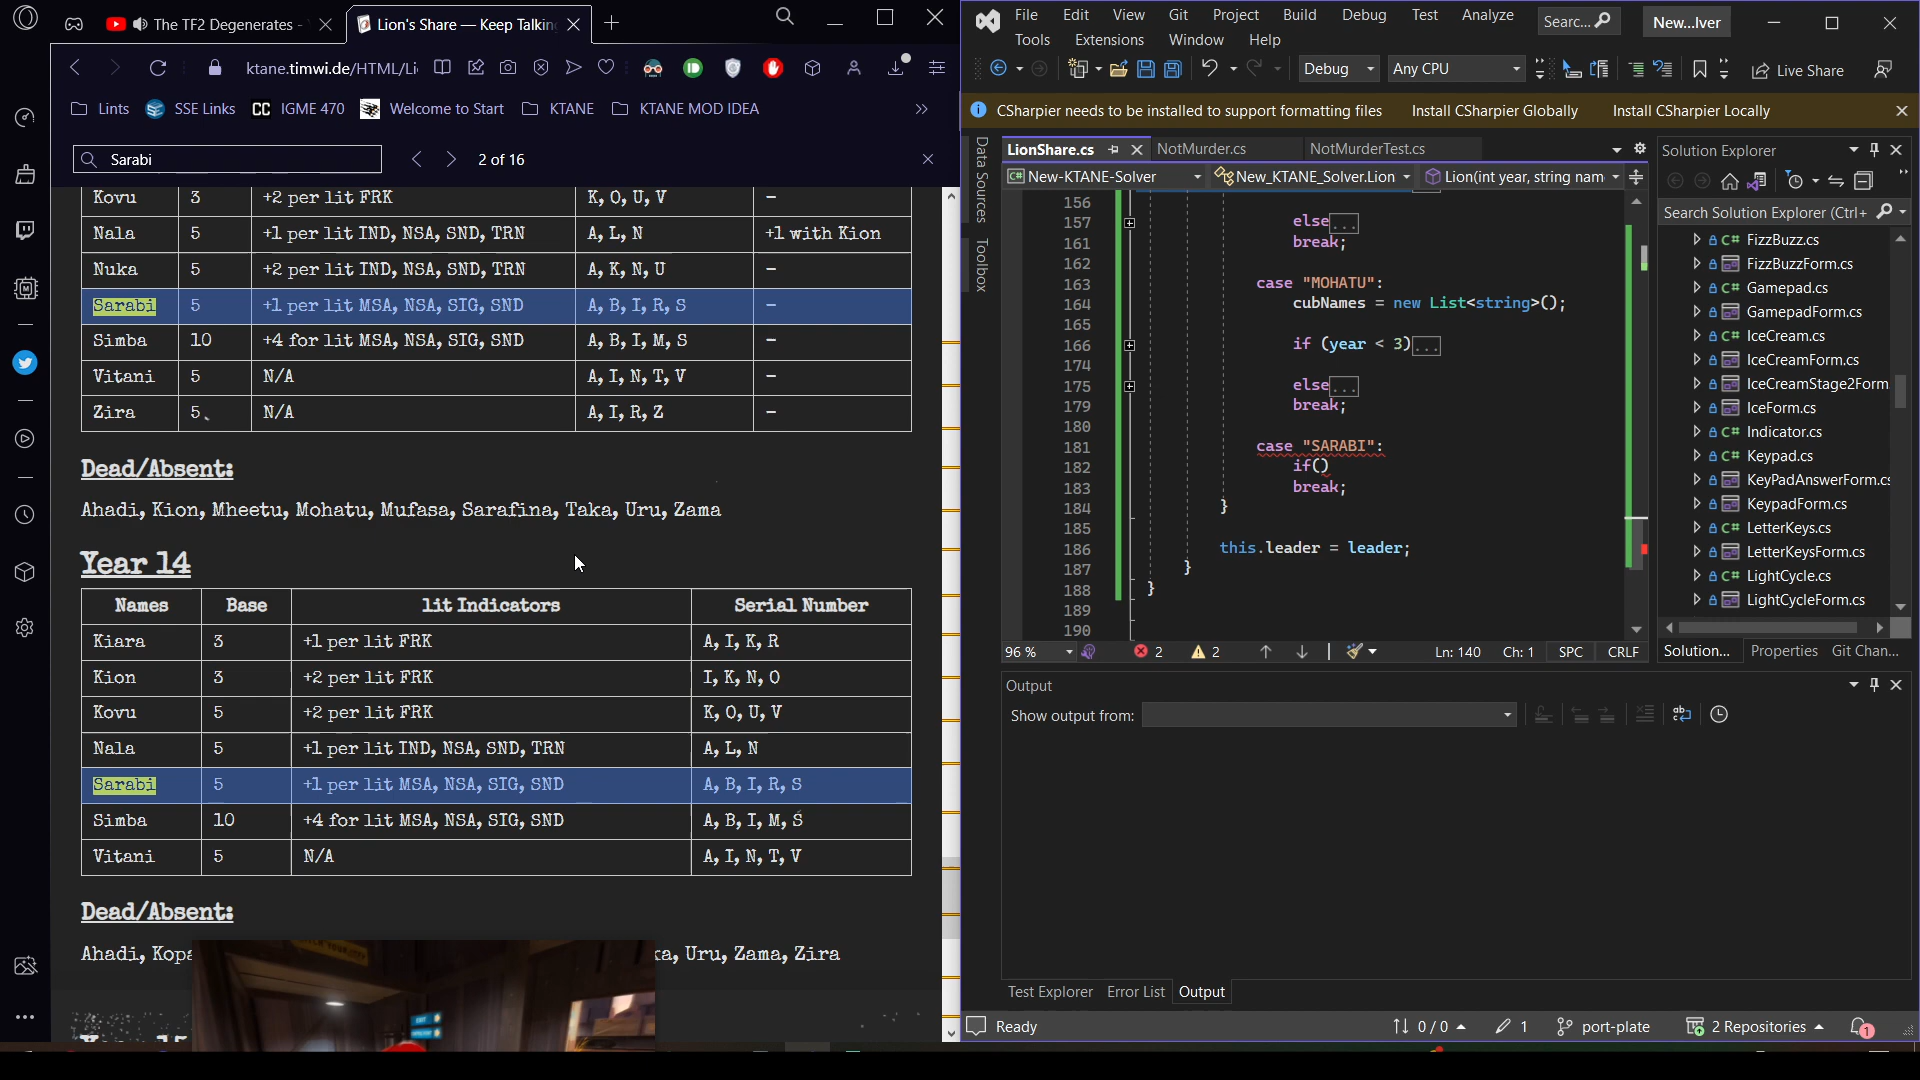 The TF2 Degenerates -
Lion's Share — Keep Talkin
ktane.timwi.de/HTML/Li
Lints
SSE Links
CC IGME 470
Welcome to Start
KTANE
KTANE MOD IDEA
Sarabi
2 of 16
Kovu 3 +2 per lit FRK K, O, U, V –
Nala 5 +1 per lit IND, NSA, SND, TRN A, L, N +1 with Kion
Nuka 5 +2 per lit IND, NSA, SND, TRN A, K, N, U –
Sarabi 5 +1 per lit MSA, NSA, SIG, SND A, B, I, R, S –
Simba 10 +4 for lit MSA, NSA, SIG, SND A, B, I, M, S –
Vitani 5 N/A A, I, N, T, V –
Zira 5 N/A A, I, R, Z –
Dead/Absent:
Ahadi, Kion, Mheetu, Mohatu, Mufasa, Sarafina, Taka, Uru, Zama
Year 14
Names Base lit Indicators Serial Number
Kiara 3 +1 per lit FRK A, I, K, R
Kion 3 +2 per lit FRK I, K, N, O
Kovu 5 +2 per lit FRK K, O, U, V
Nala 5 +1 per lit IND, NSA, SND, TRN A, L, N
Sarabi 5 +1 per lit MSA, NSA, SIG, SND A, B, I, R, S
Simba 10 +4 for lit MSA, NSA, SIG, SND A, B, I, M, S
Vitani 5 N/A A, I, N, T, V
Dead/Absent:
Ahadi, Kopa ka, Uru, Zama, Zira
File Edit View Git Project Build Debug Test Analyze
Searc...
New...lver
Tools Extensions Window Help
Debug
Any CPU
Live Share
CSharpier needs to be installed to support formatting files Install CSharpier Globally Install CSharpier Locally
Data Sources
Toolbox
LionShare.cs NotMurder.cs NotMurderTest.cs
New-KTANE-Solver New_KTANE_Solver.Lion Lion(int year, string nam
156
157 else...
161 break;
162
163 case "MOHATU":
164 cubNames = new List<string>();
165
166 if (year < 3)...
174
175 else...
179 break;
180
181 case "SARABI":
182 if()
183 break;
184 }
185
186 this.leader = leader;
187 }
188 }
189
190
96 % 2 2 Ln: 140 Ch: 1 SPC CRLF
Solution Explorer
Search Solution Explorer (Ctrl+
C# FizzBuzz.cs
FizzBuzzForm.cs
C# Gamepad.cs
GamepadForm.cs
C# IceCream.cs
IceCreamForm.cs
IceCreamStage2Form
IceForm.cs
C# Indicator.cs
C# Keypad.cs
KeyPadAnswerForm.cs
KeypadForm.cs
C# LetterKeys.cs
LetterKeysForm.cs
C# LightCycle.cs
LightCycleForm.cs
Solution... Properties Git Chan...
Output
Show output from:
Test Explorer Error List Output
Ready
0 / 0
1
port-plate
2 Repositories
1